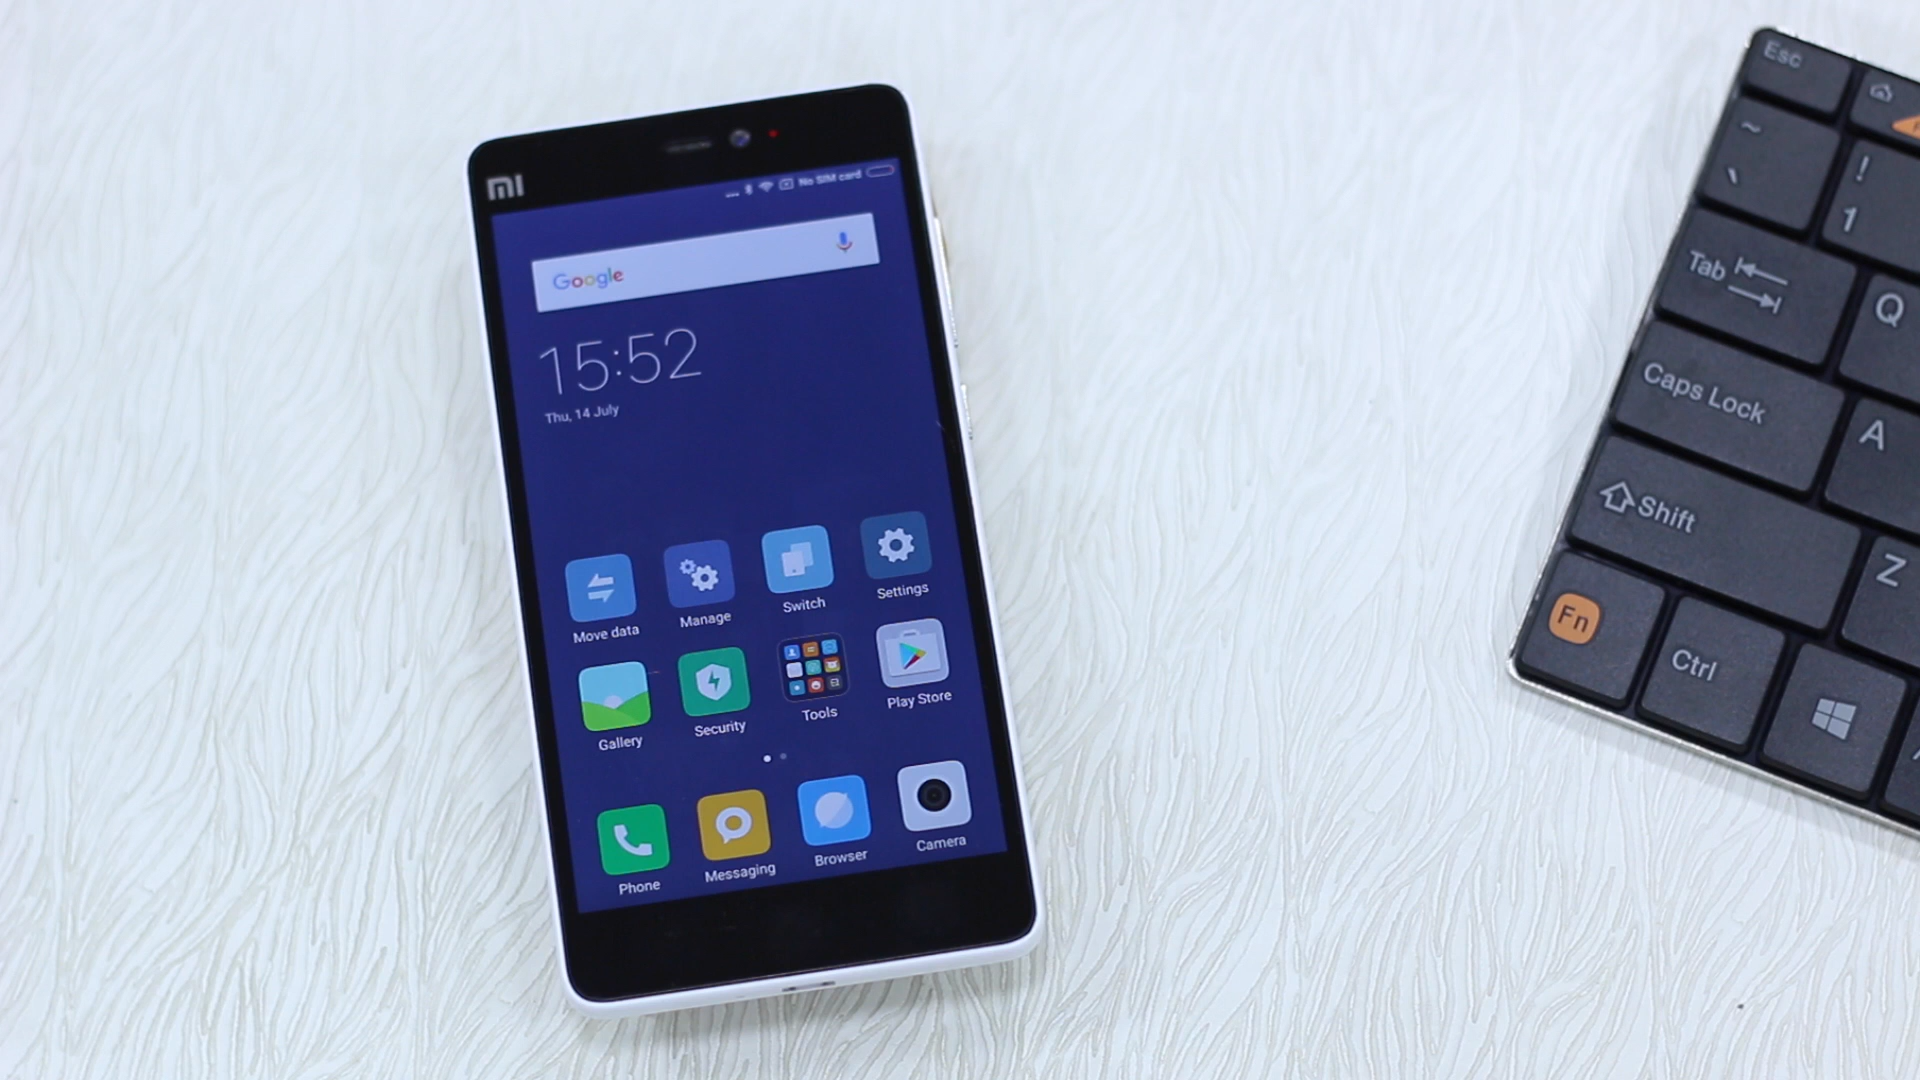 MI
No SIM card
Google
15:52
Thu, 14 July
Move data
Manage
Switch
Settings
Gallery
Security
Tools
Play Store
Phone
Messaging
Browser
Camera
Esc
~
!
1
Tab
Q
Caps Lock
A
Shift
Z
Fn
Ctrl